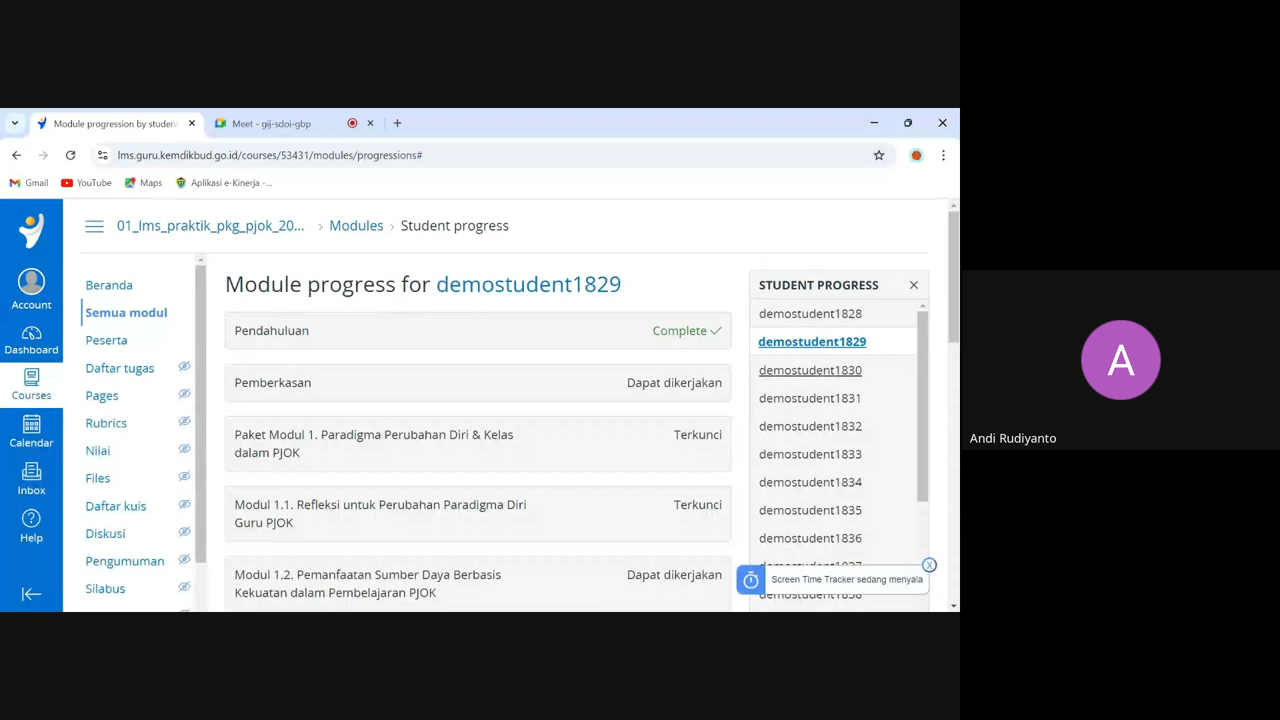 Module progression by studen
Meet - gij-sdoi-gbp
lms.guru.kemdikbud.go.id/courses/53431/modules/progressions#
Gmail
YouTube
Maps
Aplikasi e-Kinerja -...
01_lms_praktik_pkg_pjok_20...
Modules
Student progress
Account
Dashboard
Courses
Calendar
Inbox
Help
Beranda
Semua modul
Peserta
Daftar tugas
Pages
Rubrics
Nilai
Files
Daftar kuis
Diskusi
Pengumuman
Silabus
Module progress for demostudent1829
Pendahuluan
Complete
Pemberkasan
Dapat dikerjakan
Paket Modul 1. Paradigma Perubahan Diri & Kelas
dalam PJOK
Terkunci
Modul 1.1. Refleksi untuk Perubahan Paradigma Diri
Guru PJOK
Terkunci
Modul 1.2. Pemanfaatan Sumber Daya Berbasis
Kekuatan dalam Pembelajaran PJOK
Dapat dikerjakan
STUDENT PROGRESS
demostudent1828
demostudent1829
demostudent1830
demostudent1831
demostudent1832
demostudent1833
demostudent1834
demostudent1835
demostudent1836
Screen Time Tracker sedang menyala
X
A
Andi Rudiyanto